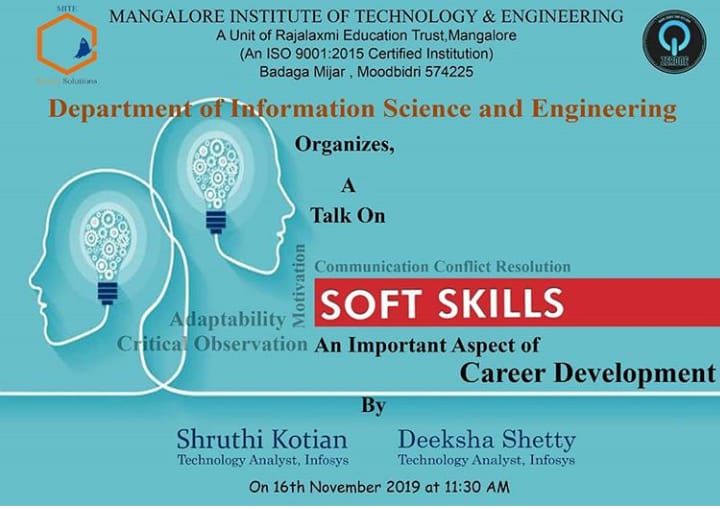 MITE
Solutions
MANGALORE INSTITUTE OF TECHNOLOGY & ENGINEERING
A Unit of Rajalaxmi Education Trust,Mangalore
(An ISO 9001:2015 Certified Institution)
Badaga Mijar , Moodbidri 574225
ZERONE
Department of Information Science and Engineering
Organizes,
A
Talk On
Motivation
Communication Conflict Resolution
SOFT SKILLS
Adaptability
Critical Observation
An Important Aspect of
Career Development
By
Shruthi Kotian
Technology Analyst, Infosys
Deeksha Shetty
Technology Analyst, Infosys
On 16th November 2019 at 11:30 AM